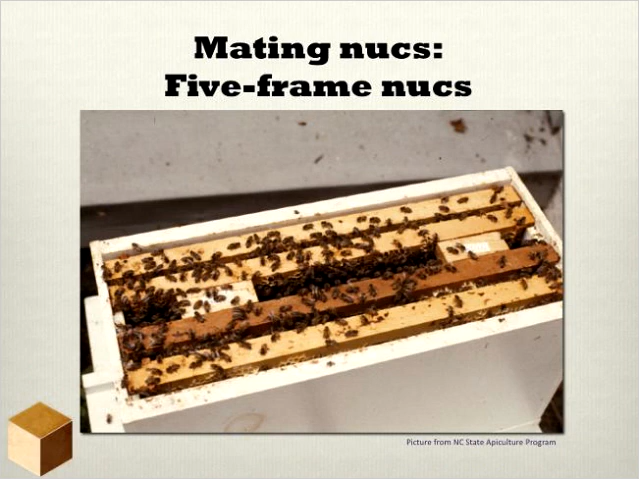 Mating nucs:
Five-frame nucs
Picture from NC State Apiculture Program